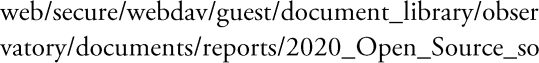 web/secure/webdav/guest/document_library/obser
vatory/documents/reports/2020_Open_Source_so